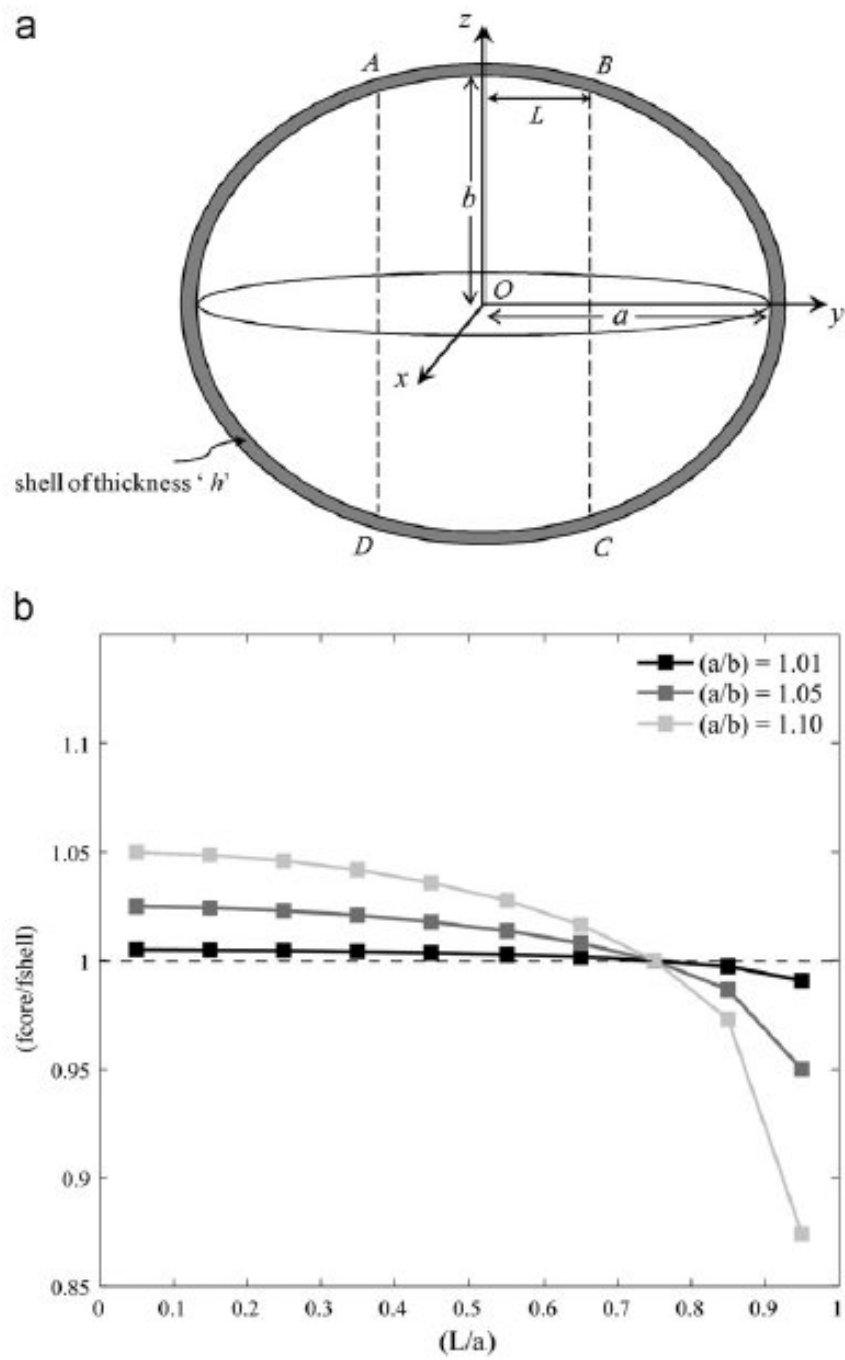 a
z
A
B
L
b
O
a
y
x
shell of thickness ‘ h’
D
C
b
(a/b) = 1.01
(a/b) = 1.05
(a/b) = 1.10
1.1
1.05
1
0.95
0.9
0.85
(fcore/fshell)
0 0.1 0.2 0.3 0.4 0.5 0.6 0.7 0.8 0.9 1
(L/a)